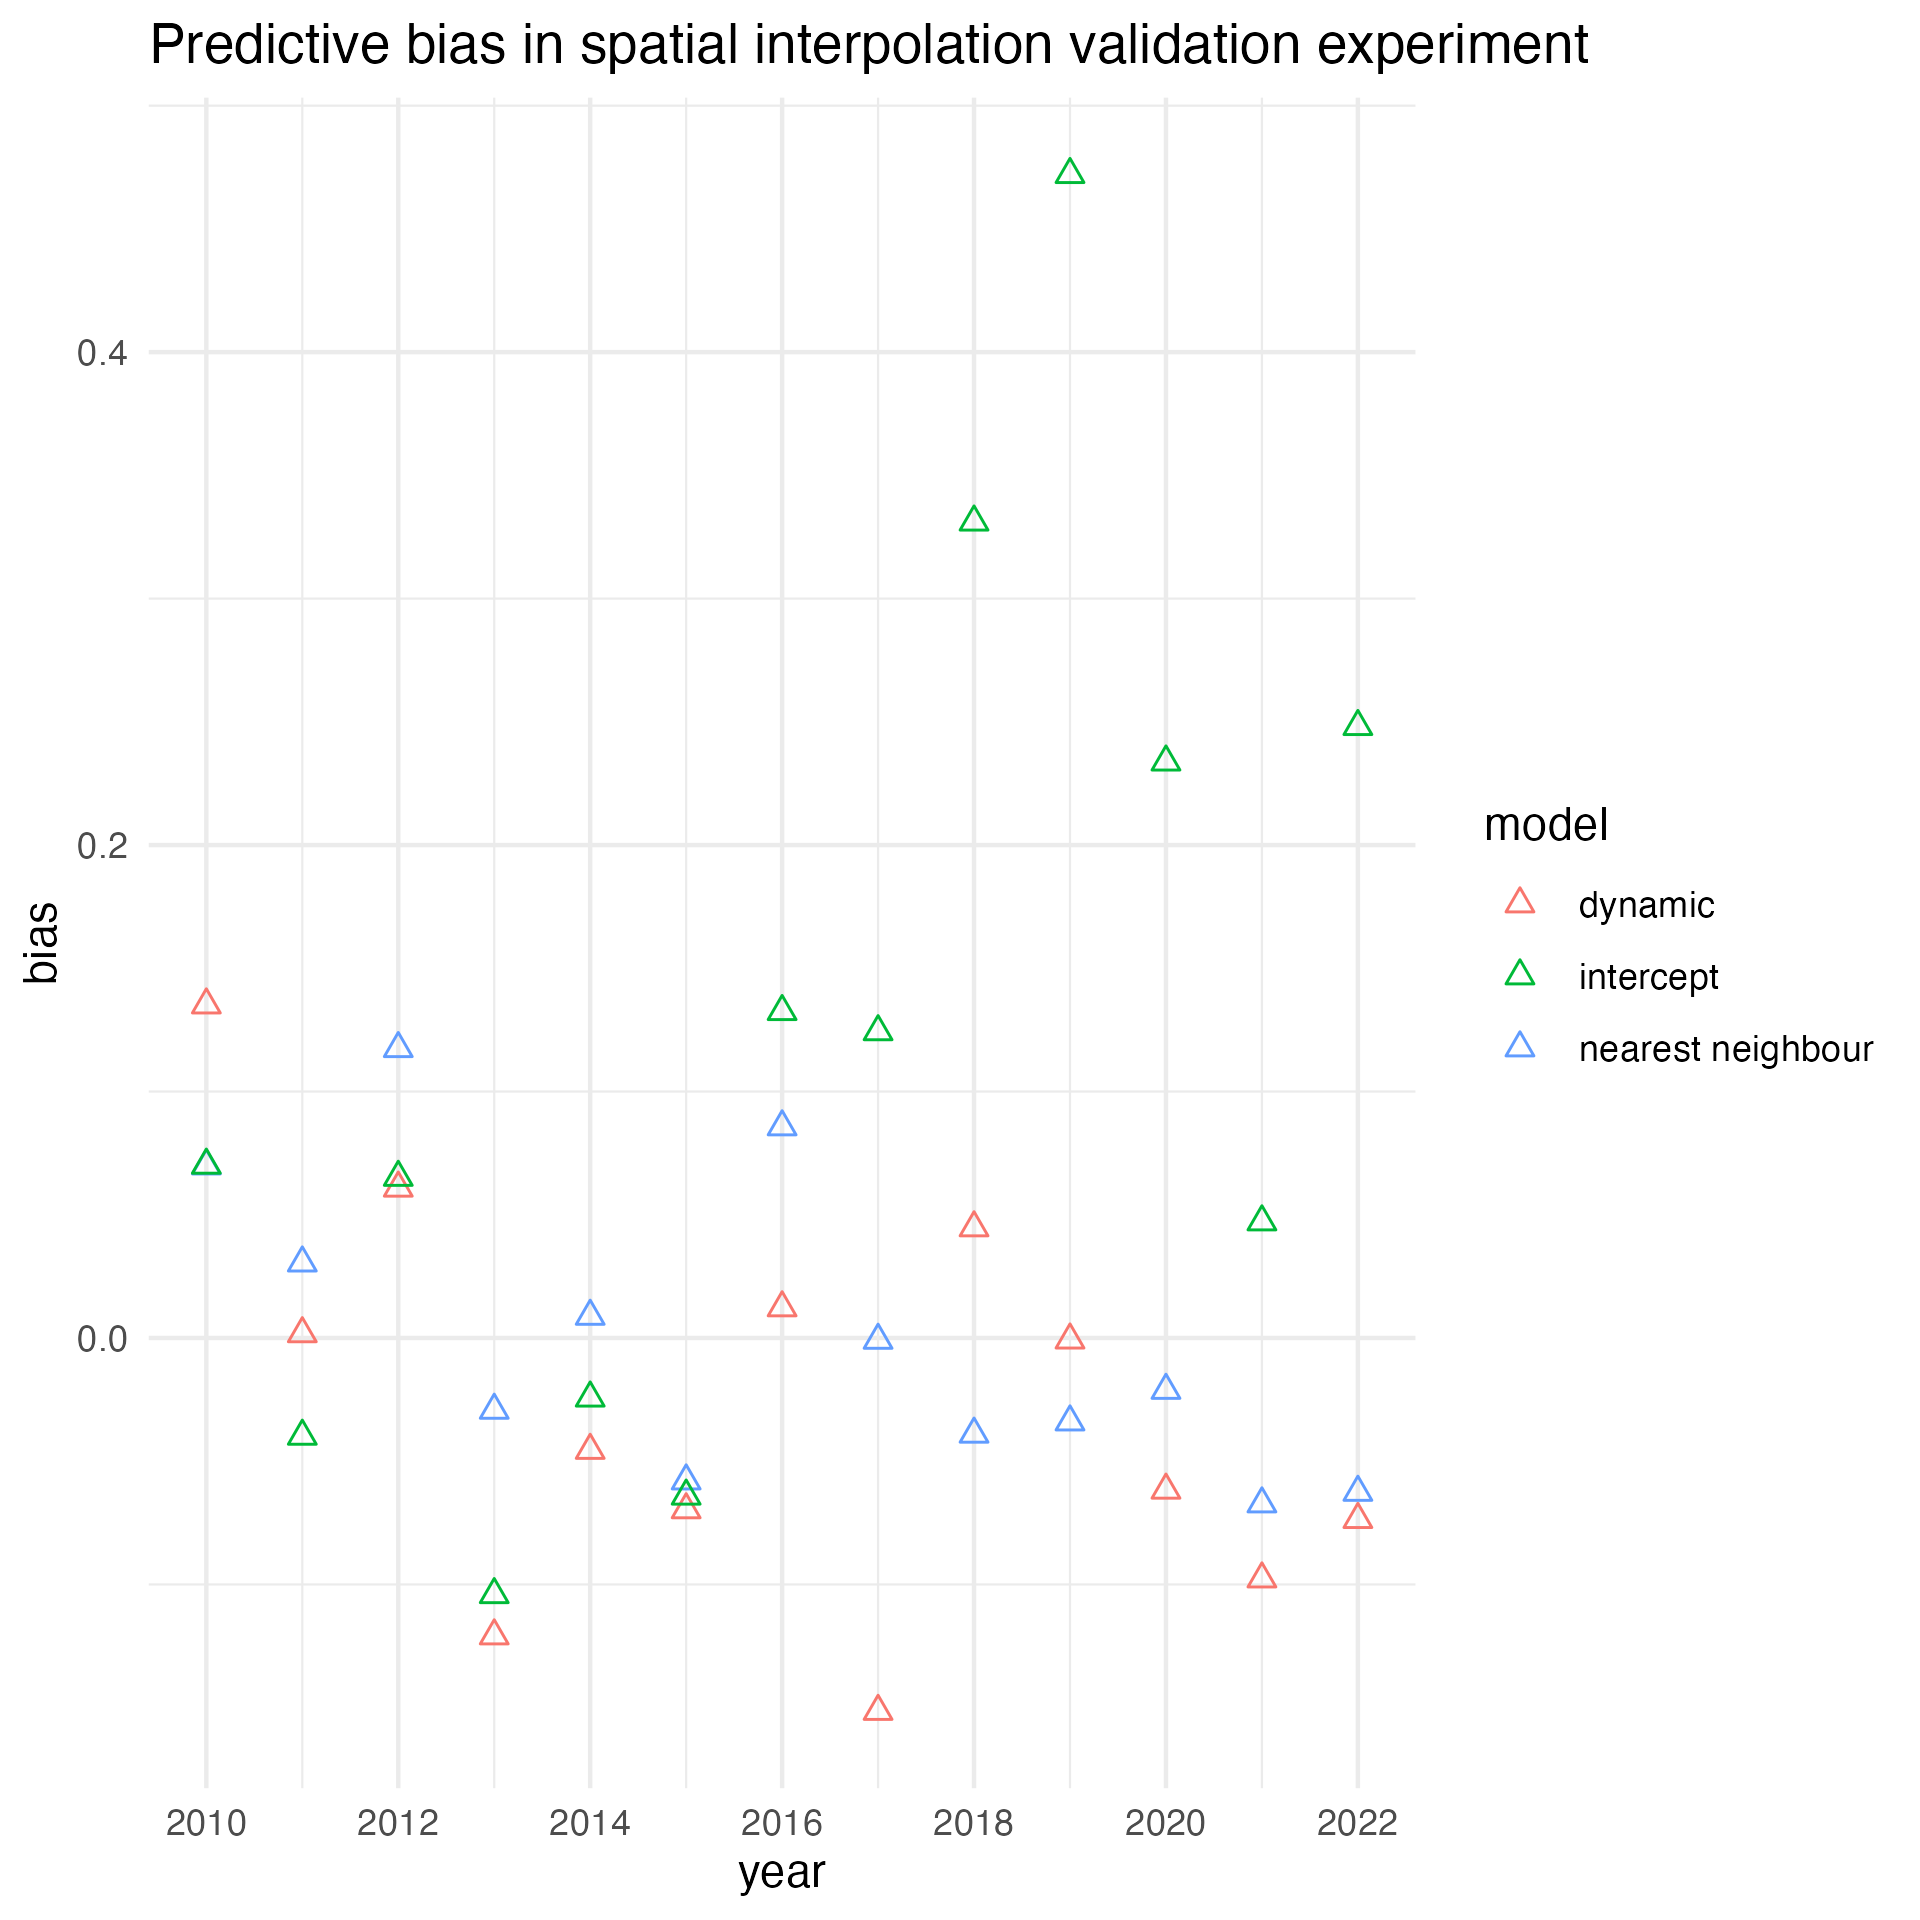 Predictive bias in spatial interpolation validation experiment
0.4
0.2
0.0
bias
2010 2012 2014 2016 2018 2020 2022
year
model
dynamic
intercept
nearest neighbour